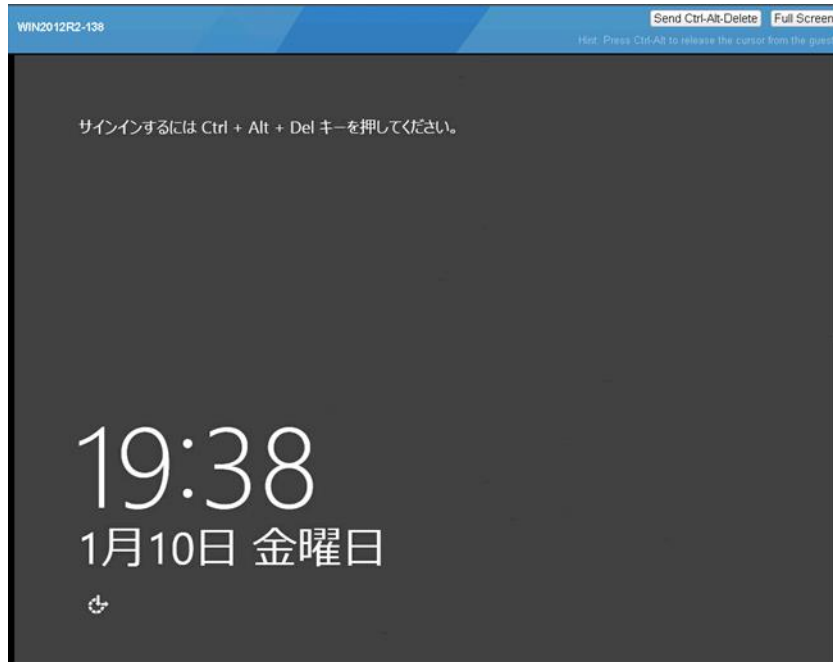 WIN2012R2-138
Send Ctrl-Alt-Delete Full Screen
Hint: Press Ctrl-Alt to release the cursor from the guest
サインインするには Ctrl + Alt + Del キーを押してください。
19:38
1月10日 金曜日